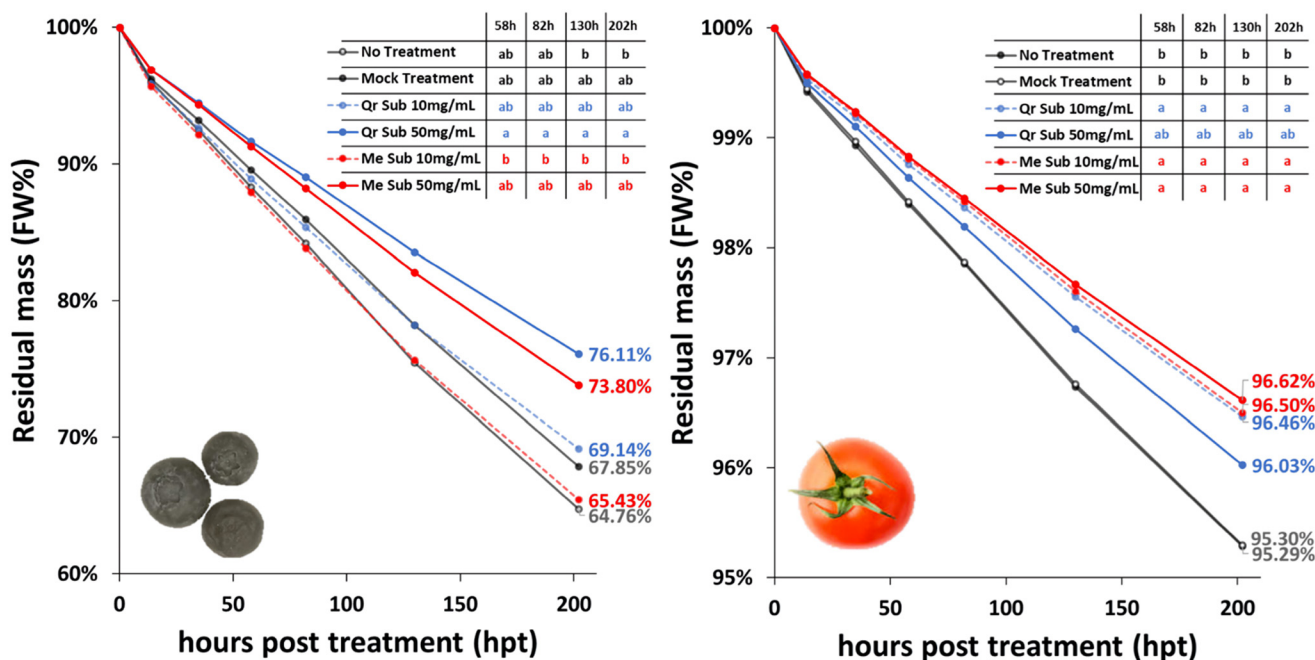 58h 82h 130h 202h
No Treatment ab ab b b
Mock Treatment ab ab ab ab
Qr Sub 10mg/mL ab ab ab ab
Qr Sub 50mg/mL a a a a
Me Sub 10mg/mL b b b b
Me Sub 50mg/mL ab ab ab ab
Residual mass (FW%)
100%
90%
80%
70%
60%
76.11%
73.80%
69.14%
67.85%
65.43%
64.76%
0 50 100 150 200
hours post treatment (hpt)
58h 82h 130h 202h
No Treatment b b b b
Mock Treatment b b b b
Qr Sub 10mg/mL a a a a
Qr Sub 50mg/mL ab ab ab ab
Me Sub 10mg/mL a a a a
Me Sub 50mg/mL a a a a
Residual mass (FW%)
100%
99%
98%
97%
96%
95%
96.62%
96.50%
96.46%
96.03%
95.30%
95.29%
0 50 100 150 200
hours post treatment (hpt)